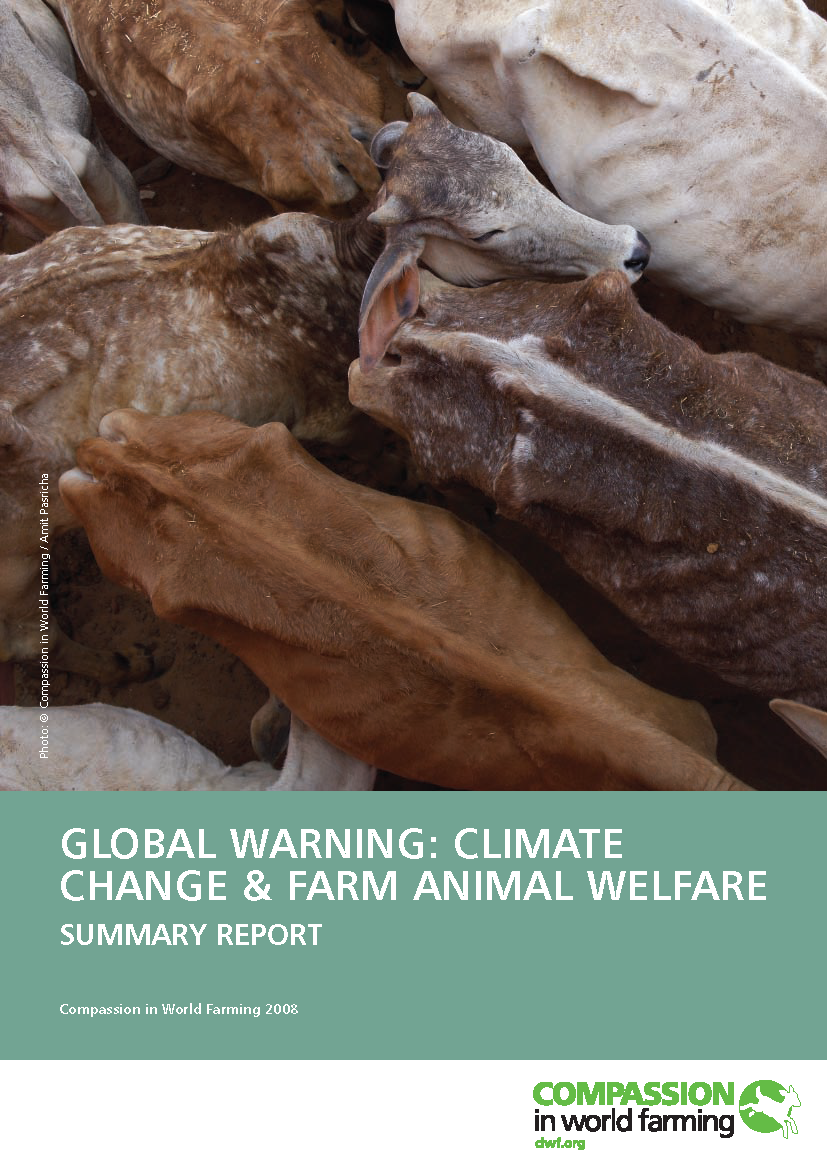 Photo: © Compassion in World Farming / Amit Pasricha
GLOBAL WARNING: CLIMATE
CHANGE & FARM ANIMAL WELFARE
SUMMARY REPORT
Compassion in World Farming 2008
COMPASSION
in world farming
ciwf.org